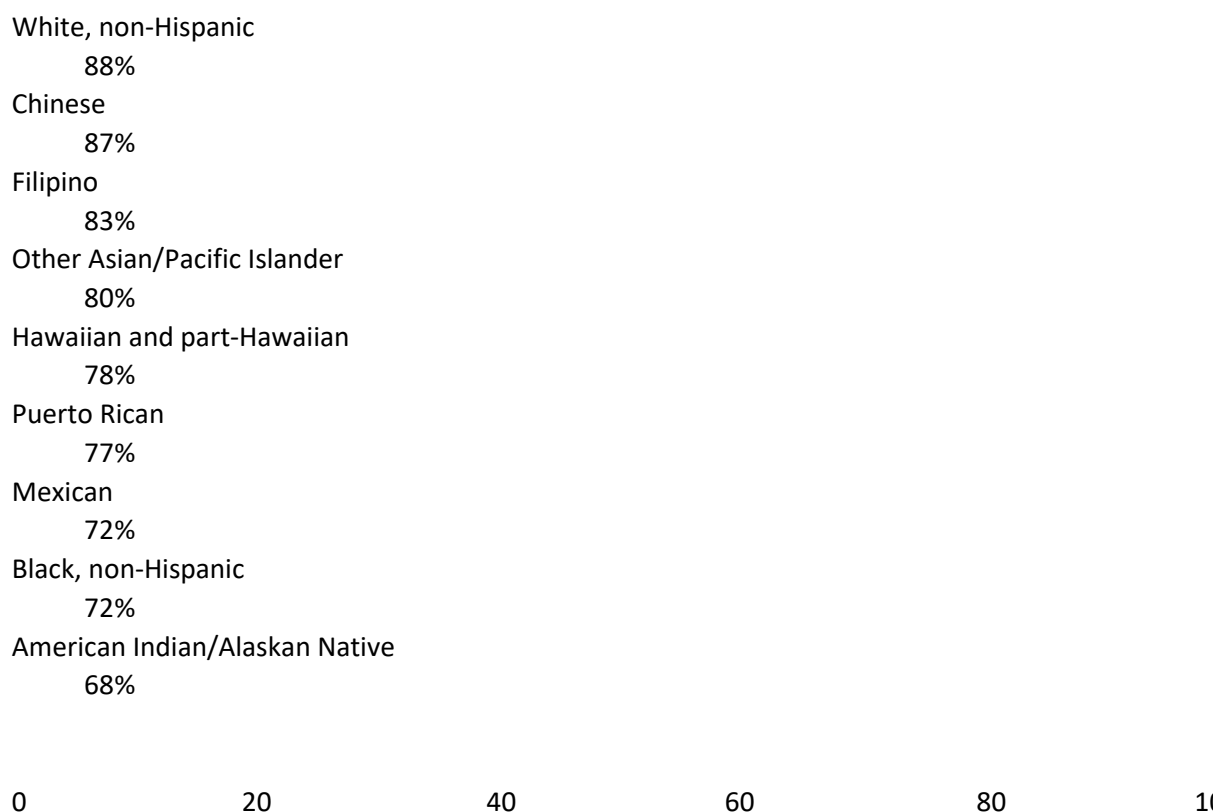 White, non-Hispanic
88%
Chinese
87%
Filipino
83%
Other Asian/Pacific Islander
80%
Hawaiian and part-Hawaiian
78%
Puerto Rican
77%
Mexican
72%
Black, non-Hispanic
72%
American Indian/Alaskan Native
68%
0 20 40 60 80